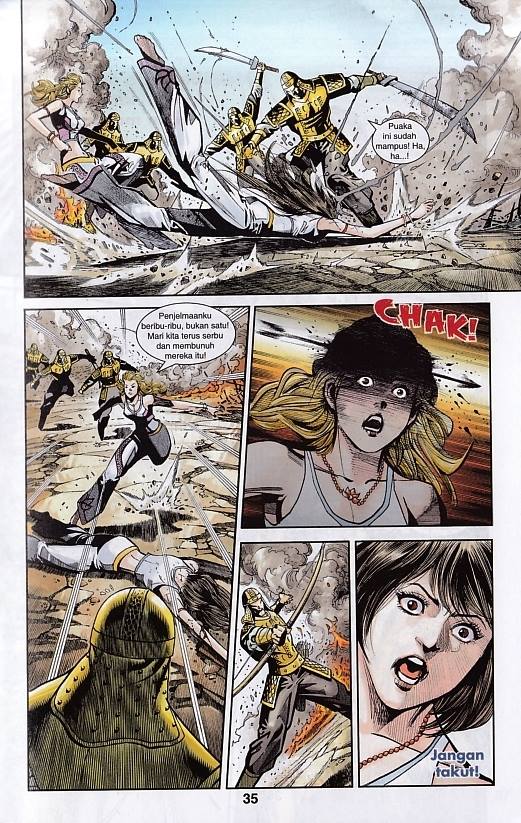 Puaka
ini sudah
mampus! Ha,
ha...!
Penjelmaanku
beribu-ribu, bukan satu!
Mari kita terus serbu
dan membunuh
mereka itu!
CHAK!
Jangan
takut!
35